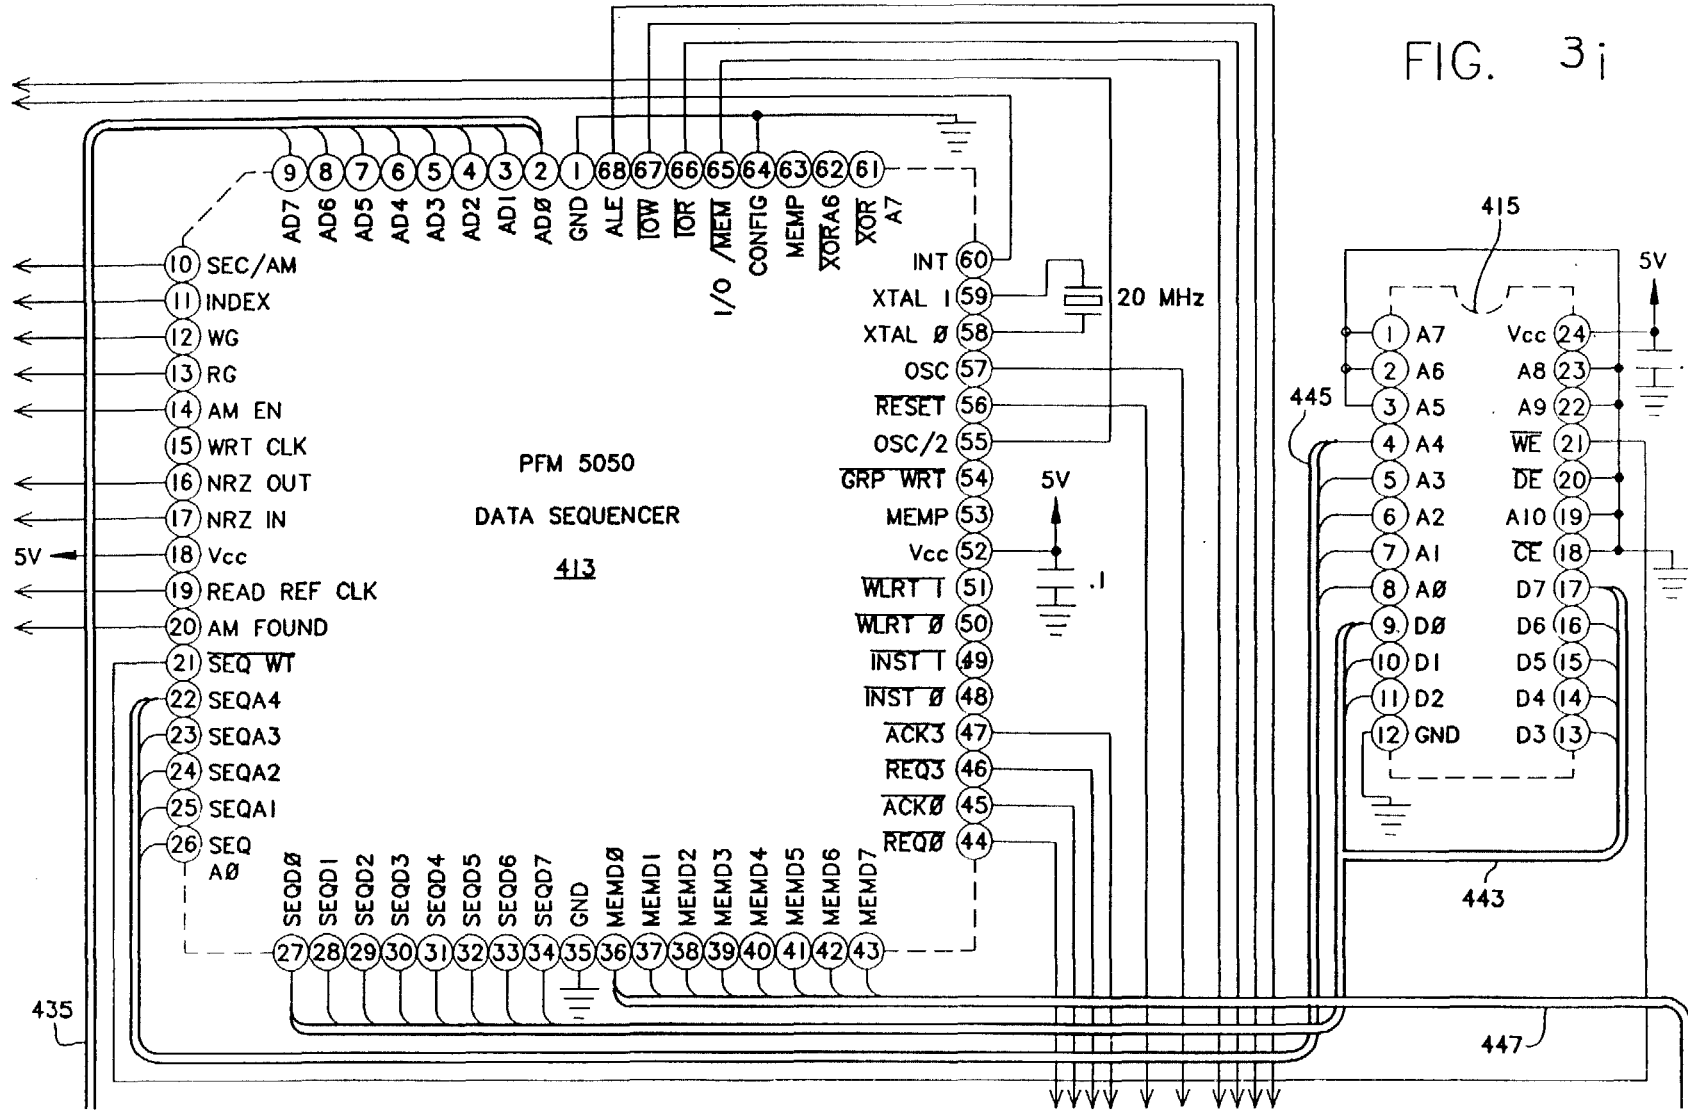 FIG. 3i
9 8 7 6 5 4 3 2 1 68 67 66 65 64 63 62 61
AD7
AD6
AD5
AD4
AD3
AD2
AD1
ADØ
GND
ALE
IOW
IOR
I/O /MEM
CONFIG
MEMP
XORA6
XOR A7
10 SEC/AM
11 INDEX
12 WG
13 RG
14 AM EN
15 WRT CLK
16 NRZ OUT
17 NRZ IN
5V 18 Vcc
19 READ REF CLK
20 AM FOUND
21 SEQ WT
22 SEQA4
23 SEQA3
24 SEQA2
25 SEQA1
26 SEQ
AØ
PFM 5050
DATA SEQUENCER
413
INT 60
XTAL 1 59
XTAL Ø 58
20 MHz
OSC 57
RESET 56
OSC/2 55
GRP WRT 54
MEMP 53
Vcc 52
5V
.1
WLRT 1 51
WLRT Ø 50
INST 1 49
INST Ø 48
ACK3 47
REQ3 46
ACKØ 45
REQØ 44
SEQDØ
SEQD1
SEQD2
SEQD3
SEQD4
SEQD5
SEQD6
SEQD7
GND
MEMDØ
MEMD1
MEMD2
MEMD3
MEMD4
MEMD5
MEMD6
MEMD7
27 28 29 30 31 32 33 34 35 36 37 38 39 40 41 42 43
415
5V
445
1 A7 Vcc 24
2 A6 A8 23
3 A5 A9 22
4 A4 WE 21
5 A3 DE 20
6 A2 A10 19
7 A1 CE 18
8 AØ D7 17
9 DØ D6 16
10 D1 D5 15
11 D2 D4 14
12 GND D3 13
443
435
447